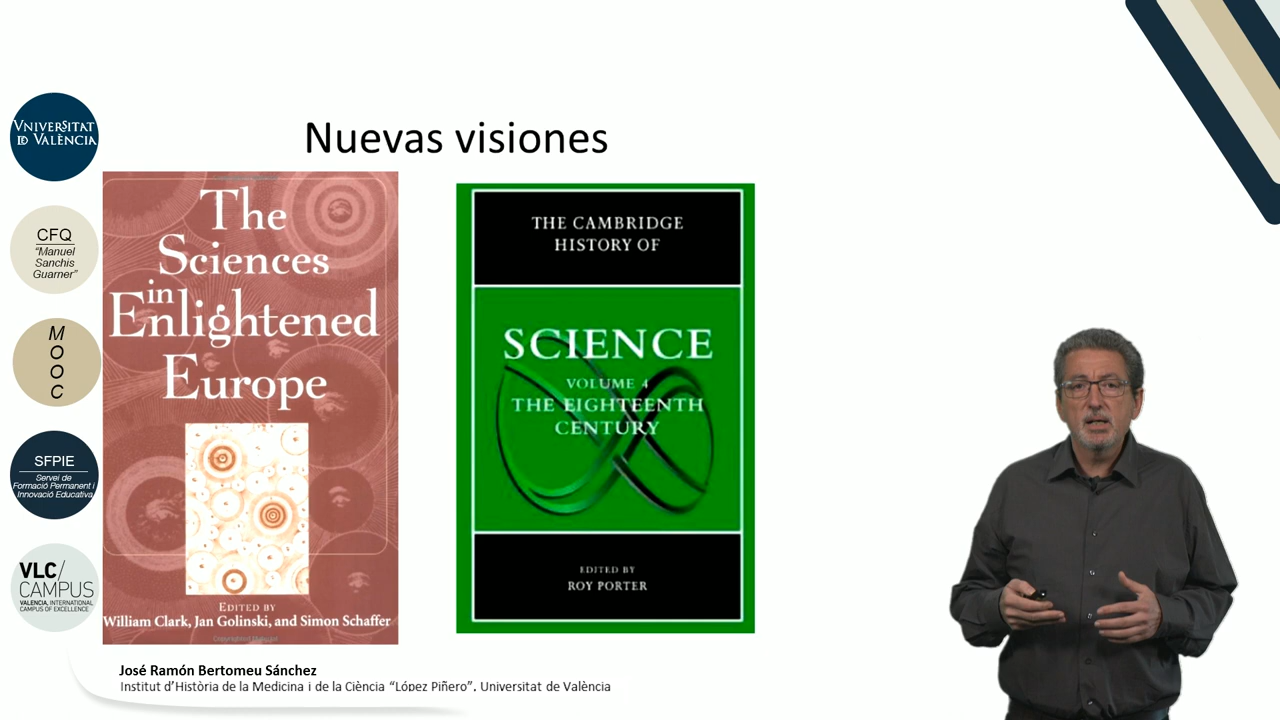 Nuevas visiones
VNIVERSITAT
ID VALÈNCIA
CFQ
“Manuel
Sanchis
Guarner”
M
O
O
C
SFPIE
Servei de
Formació Permanent i
Innovació Educativa
VLC/
CAMPUS
VALENCIA, INTERNATIONAL
CAMPUS OF EXCELLENCE
The
Sciences
in
Enlightened
Europe
EDITED BY
William Clark, Jan Golinski, and Simon Schaffer
Copyrighted Material
THE CAMBRIDGE
HISTORY OF
SCIENCE
VOLUME 4
THE EIGHTEENTH
CENTURY
EDITED BY
ROY PORTER
José Ramón Bertomeu Sánchez
Institut d’Història de la Medicina i de la Ciència “López Piñero”. Universitat de València